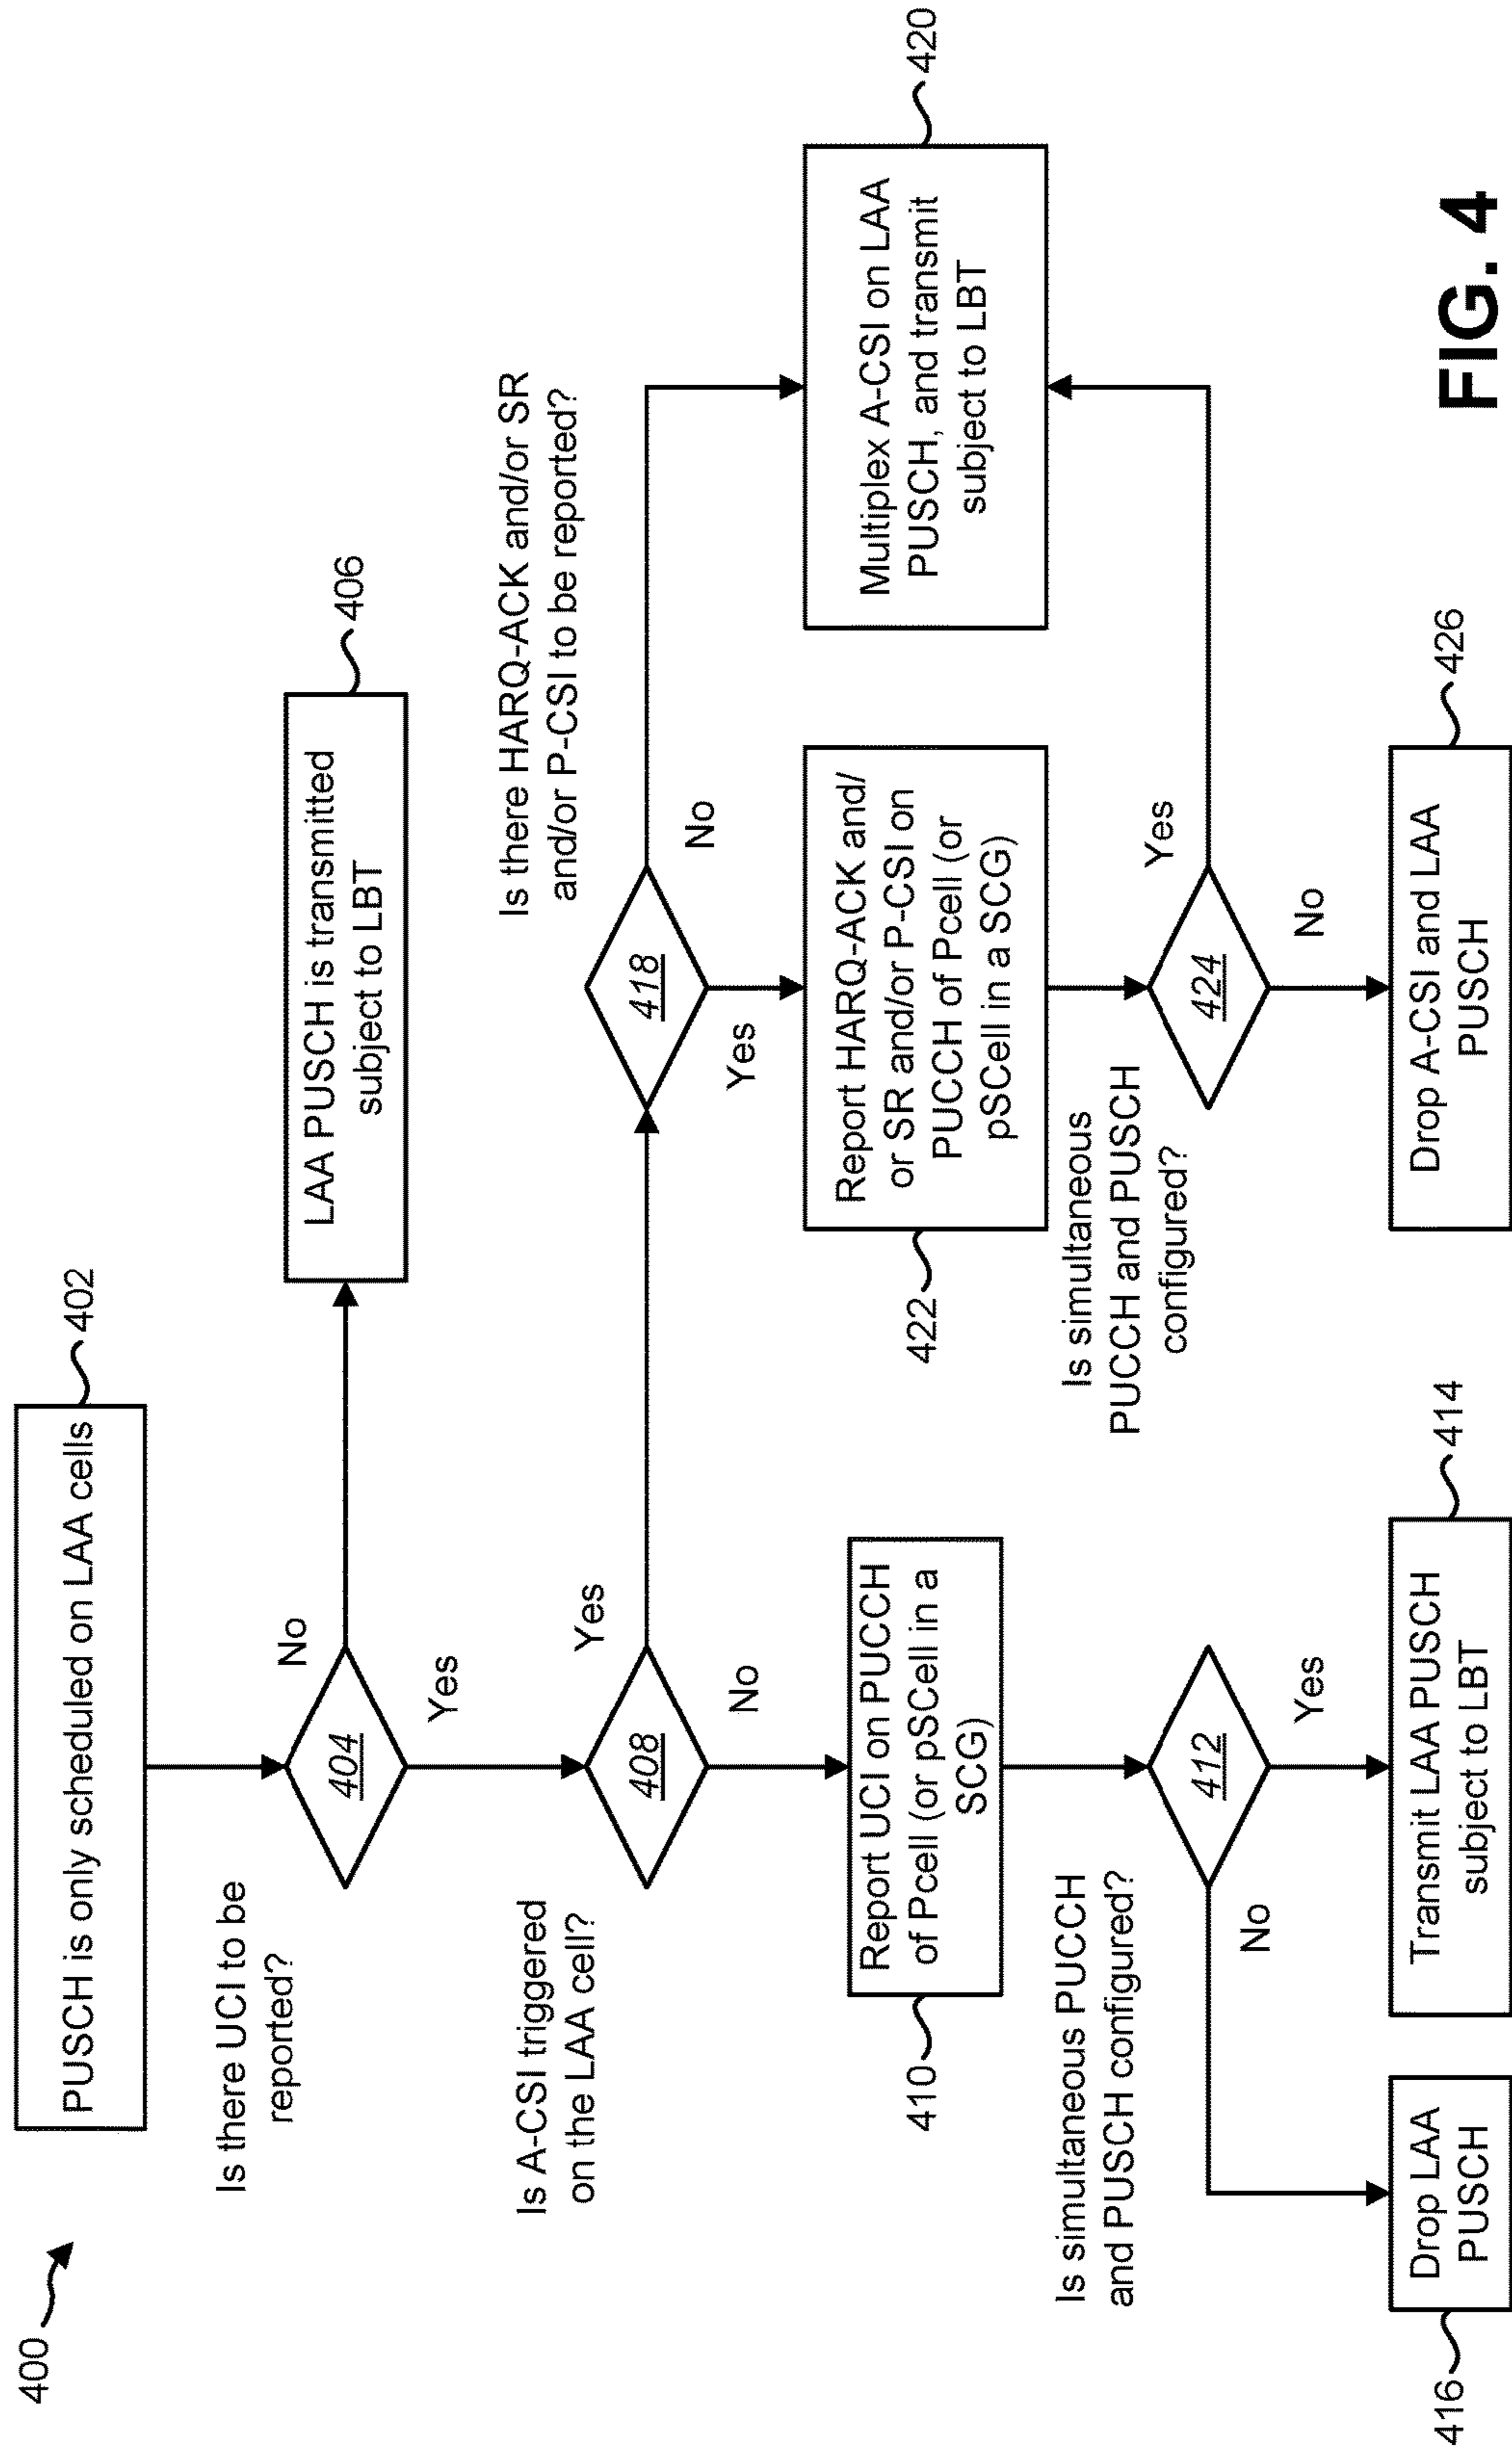 400
PUSCH is only scheduled on LAA cells
402
Is there UCI to be
reported?
404
No
Yes
LAA PUSCH is transmitted
subject to LBT
406
Is A-CSI triggered
on the LAA cell?
408
Yes
No
Report UCI on PUCCH
of Pcell (or pSCell in a
SCG)
410
Is simultaneous PUCCH
and PUSCH configured?
412
No
Yes
Drop LAA
PUSCH
416
Transmit LAA PUSCH
subject to LBT
414
Is there HARQ-ACK and/or SR
and/or P-CSI to be reported?
418
No
Yes
Report HARQ-ACK and/
or SR and/or P-CSI on
PUCCH of Pcell (or
pSCell in a SCG)
422
Is simultaneous
PUCCH and PUSCH
configured?
424
Yes
No
Drop A-CSI and LAA
PUSCH
426
Multiplex A-CSI on LAA
PUSCH, and transmit
subject to LBT
420
FIG. 4